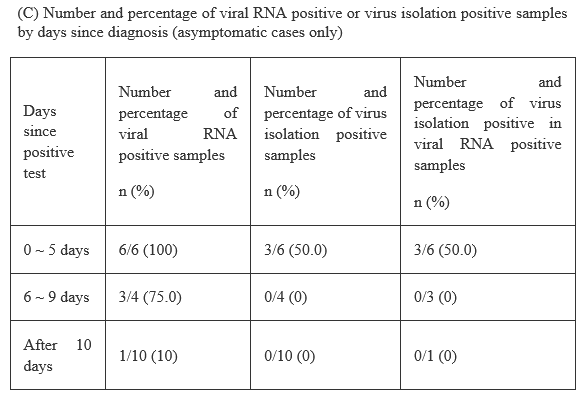 (C) Number and percentage of viral RNA positive or virus isolation positive samples
by days since diagnosis (asymptomatic cases only)
Days
since
positive
test
Number and
percentage of
viral RNA
positive samples
n (%)
Number and
percentage of virus
isolation positive
samples
n (%)
Number and
percentage of virus
isolation positive in
viral RNA positive
samples
n (%)
0 ~ 5 days
6/6 (100)
3/6 (50.0)
3/6 (50.0)
6 ~ 9 days
3/4 (75.0)
0/4 (0)
0/3 (0)
After 10
days
1/10 (10)
0/10 (0)
0/1 (0)